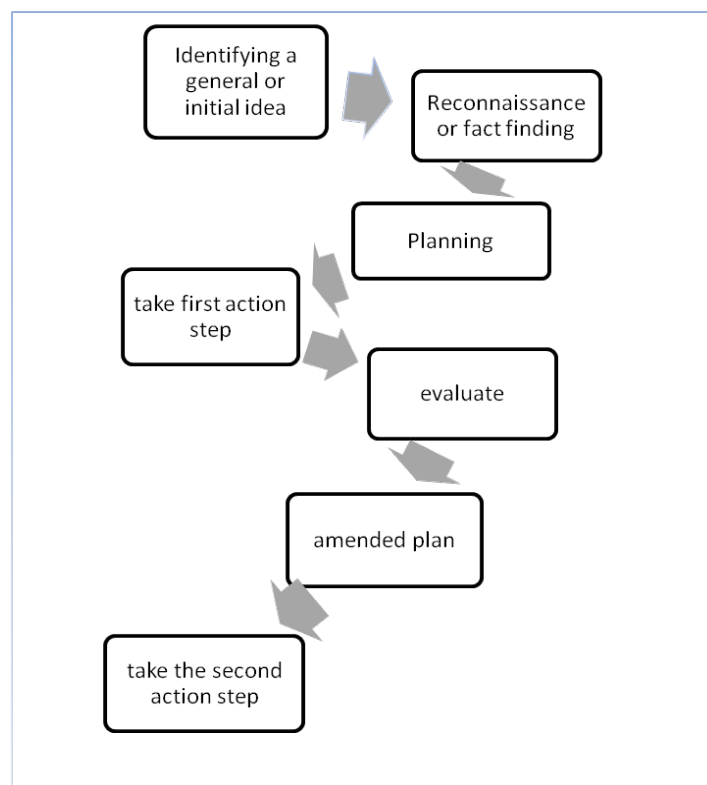 Identifying a
general or
initial idea
Reconnaissance
or fact finding
Planning
take first action
step
evaluate
amended plan
take the second
action step